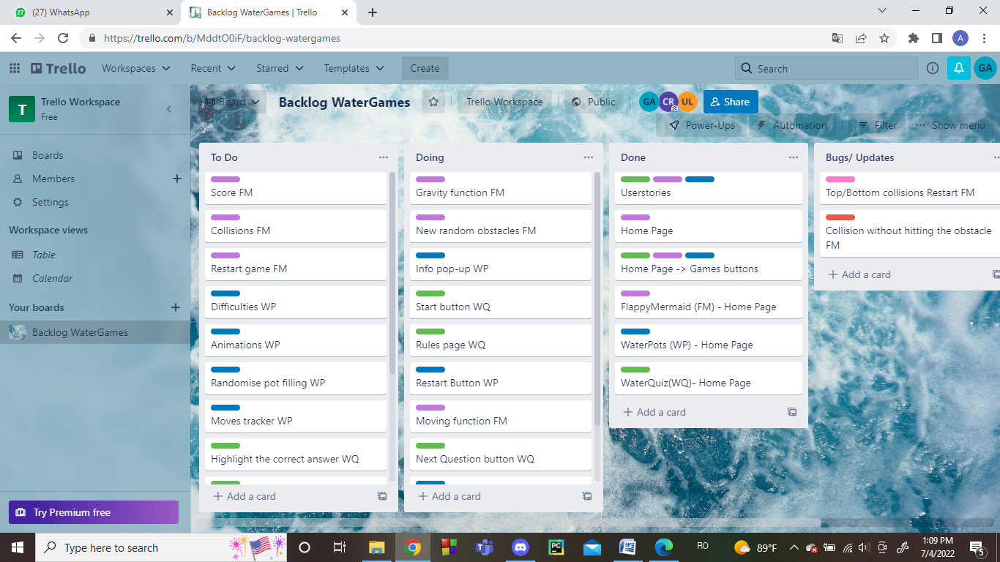 (27) WhatsApp
Backlog WaterGames | Trello
https://trello.com/b/MddtO0iF/backlog-watergames
A
Trello
Workspaces
Recent
Starred
Templates
Create
Search
GA
T
Trello Workspace
Free
Board
Backlog WaterGames
Trello Workspace
Public
GA
CR
UL
Share
Power-Ups
Automation
Filter
Show menu
Boards
Members
Settings
Workspace views
Table
Calendar
Your boards
Backlog WaterGames
Try Premium free
To Do
Score FM
Collisions FM
Restart game FM
Difficulties WP
Animations WP
Randomise pot filling WP
Moves tracker WP
Highlight the correct answer WQ
Add a card
Doing
Gravity function FM
New random obstacles FM
Info pop-up WP
Start button WQ
Rules page WQ
Restart Button WP
Moving function FM
Next Question button WQ
Add a card
Done
Userstories
Home Page
Home Page -> Games buttons
FlappyMermaid (FM) - Home Page
WaterPots (WP) - Home Page
WaterQuiz(WQ)- Home Page
Add a card
Bugs/ Updates
Top/Bottom collisions Restart FM
Collision without hitting the obstacle
FM
Add a card
Type here to search
PC
W
RO
89°F
1:09 PM
7/4/2022
5